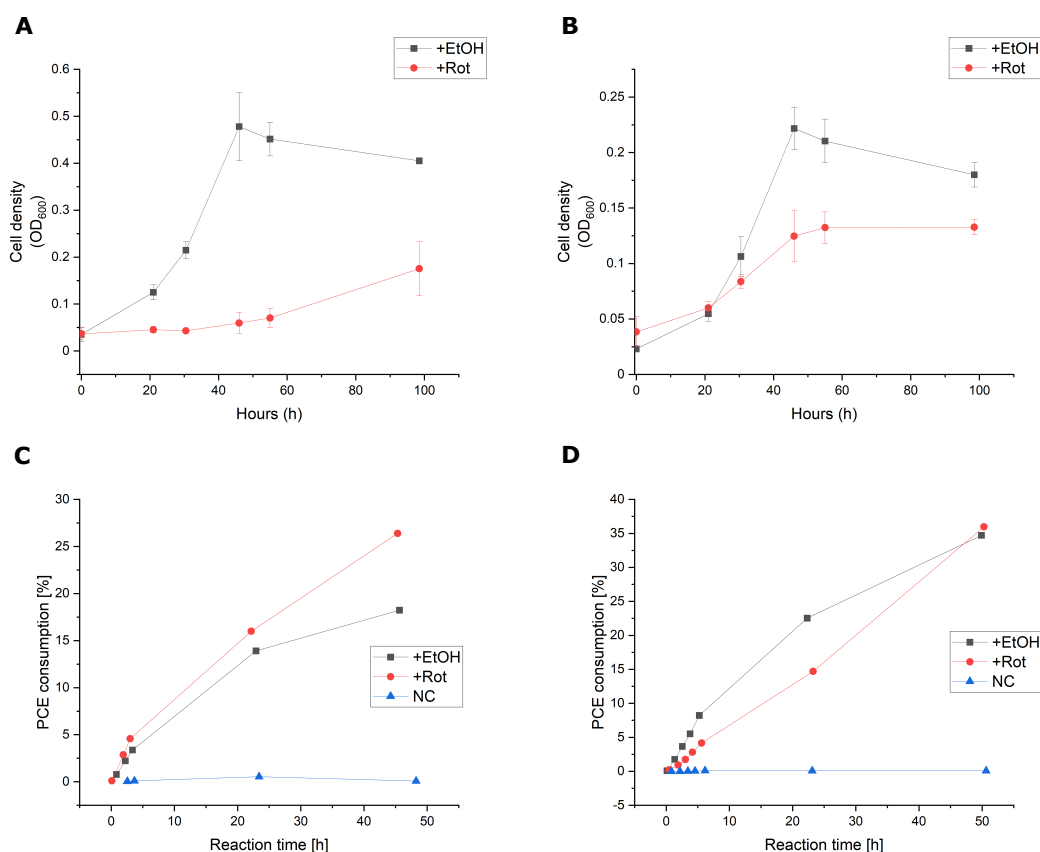 A
+EtOH
+Rot
0.6
0.5
0.4
0.3
0.2
0.1
0
Cell density
(OD600)
0 20 40 60 80 100
Hours (h)
B
+EtOH
+Rot
0.25
0.2
0.15
0.1
0.05
0
Cell density
(OD600)
0 20 40 60 80 100
Hours (h)
C
30
25
20
15
10
5
0
PCE consumption [%]
+EtOH
+Rot
NC
0 10 20 30 40 50
Reaction time [h]
D
40
35
30
25
20
15
10
5
0
-5
PCE consumption [%]
+EtOH
+Rot
NC
0 10 20 30 40 50
Reaction time [h]